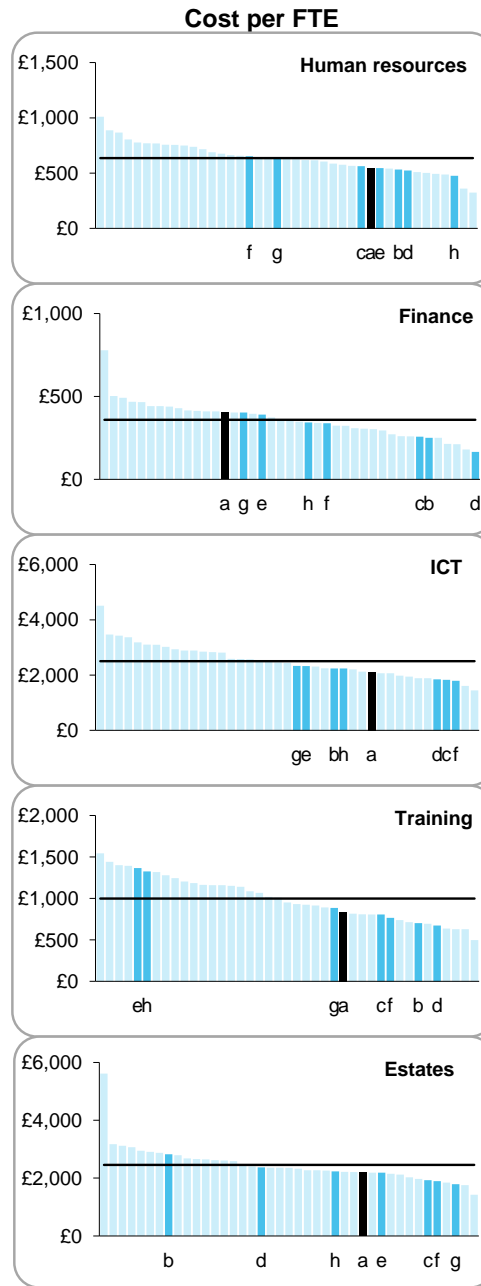 Cost per FTE
Human resources
£1,500
£1,000
£500
£0
f g cae bd h
Finance
£1,000
£500
£0
a g e h f cb d
ICT
£6,000
£4,000
£2,000
£0
ge bh a dcf
Training
£2,000
£1,500
£1,000
£500
£0
eh ga cf b d
Estates
£6,000
£4,000
£2,000
£0
b d h a e cf g